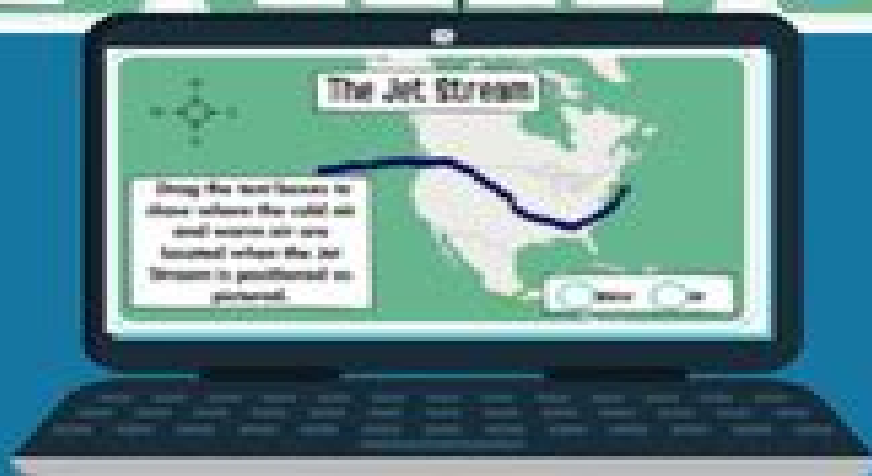 The Jet Stream
Drag the text boxes to
show where the cold air
and warm air are
located when the Jet
Stream is positioned as
pictured.